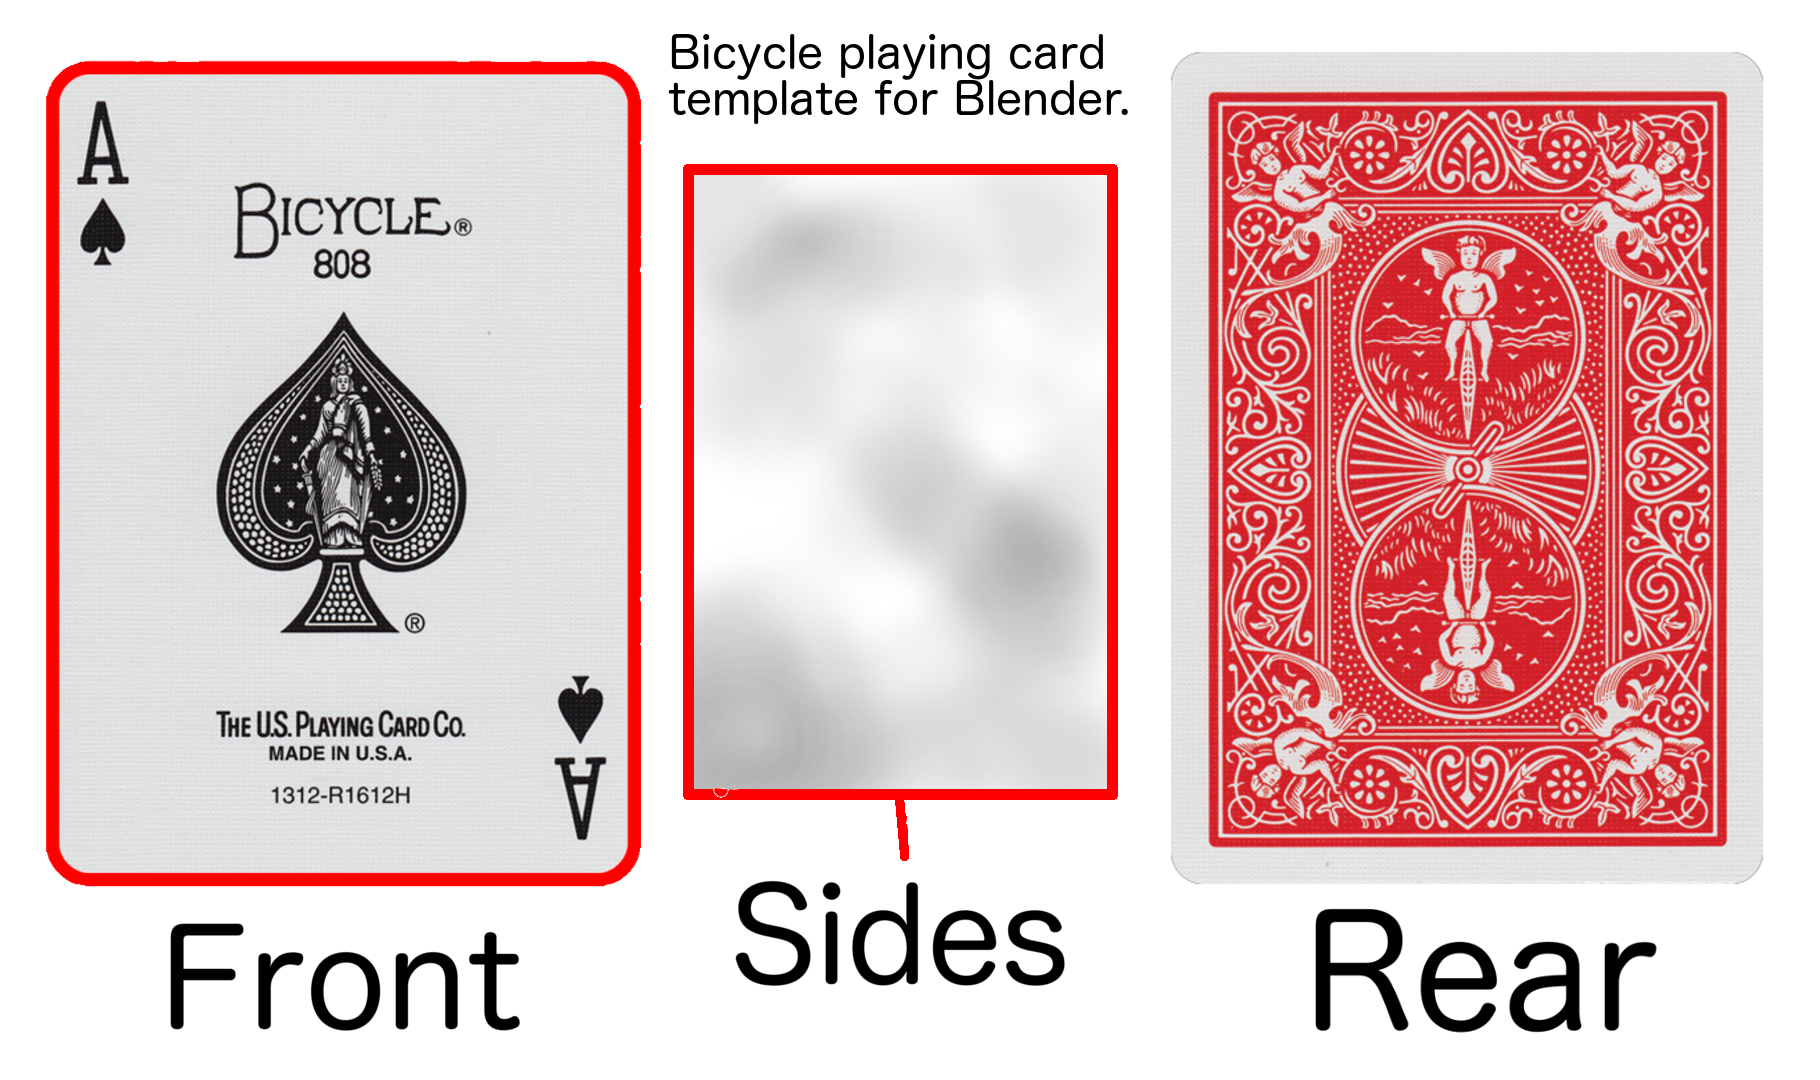 Bicycle playing card
template for Blender.
A
BICYCLE®
808
®
THE U.S. PLAYING CARD CO.
MADE IN U.S.A.
1312-R1612H
A
Front
Sides
Rear